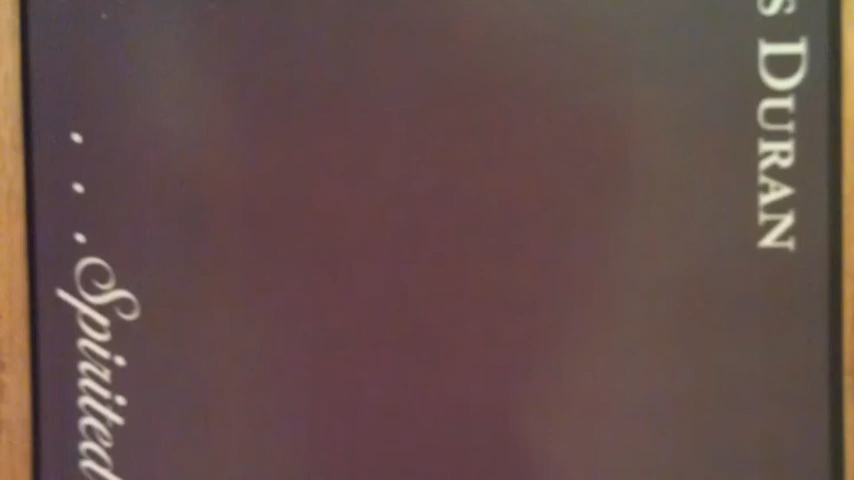 s Duran
. . . Spirited